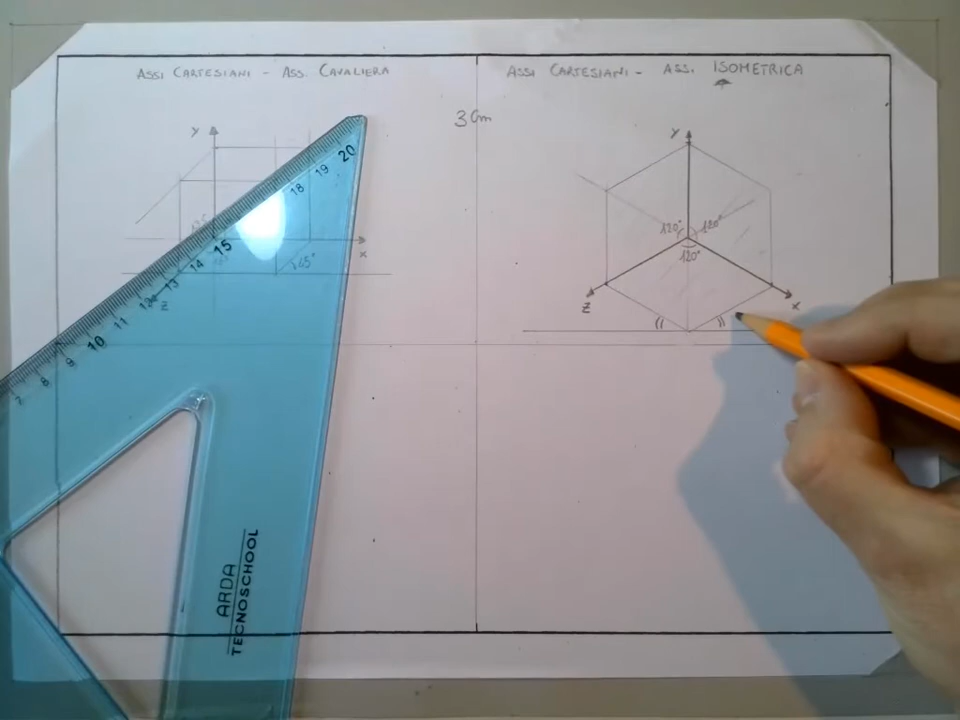 ASSI CARTESIANI - ASS. CAVALIERA
ASSI CARTESIANI - ASS. ISOMETRICA
3 cm
Y
X
Z
45°
Y
120° 120°
120°
Z
X
7 8 9 10 11 12 13 14 15 18 19 20
ARDA
TECNOSCHOOL